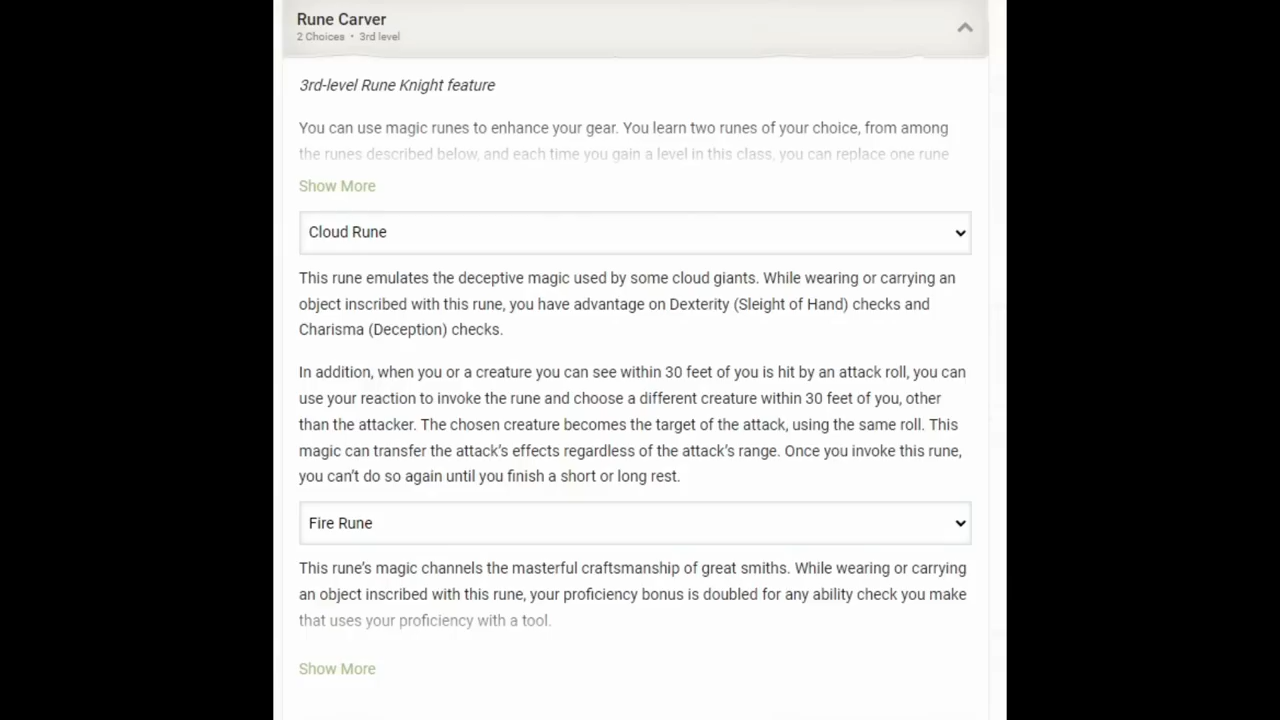 Rune Carver
2 Choices • 3rd level
3rd-level Rune Knight feature
You can use magic runes to enhance your gear. You learn two runes of your choice, from among
the runes described below, and each time you gain a level in this class, you can replace one rune
Show More
Cloud Rune
This rune emulates the deceptive magic used by some cloud giants. While wearing or carrying an
object inscribed with this rune, you have advantage on Dexterity (Sleight of Hand) checks and
Charisma (Deception) checks.
In addition, when you or a creature you can see within 30 feet of you is hit by an attack roll, you can
use your reaction to invoke the rune and choose a different creature within 30 feet of you, other
than the attacker. The chosen creature becomes the target of the attack, using the same roll. This
magic can transfer the attack’s effects regardless of the attack’s range. Once you invoke this rune,
you can’t do so again until you finish a short or long rest.
Fire Rune
This rune’s magic channels the masterful craftsmanship of great smiths. While wearing or carrying
an object inscribed with this rune, your proficiency bonus is doubled for any ability check you make
that uses your proficiency with a tool.
Show More